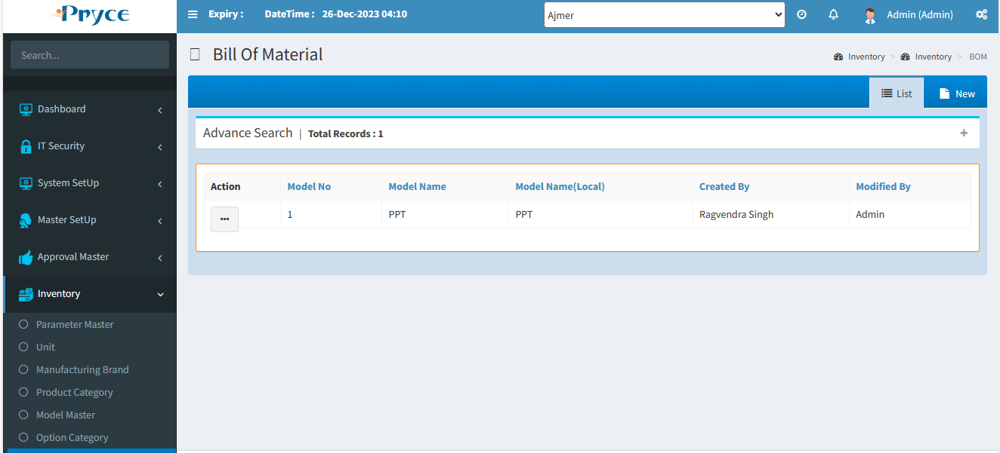 Pryce
Expiry : DateTime : 26-Dec-2023 04:10 Ajmer Admin (Admin)
Search...
Bill Of Material
Inventory > Inventory > BOM
List New
Advance Search | Total Records : 1
Action Model No Model Name Model Name(Local) Created By Modified By
1 PPT PPT Ragvendra Singh Admin
Dashboard
IT Security
System SetUp
Master SetUp
Approval Master
Inventory
Parameter Master
Unit
Manufacturing Brand
Product Category
Model Master
Option Category